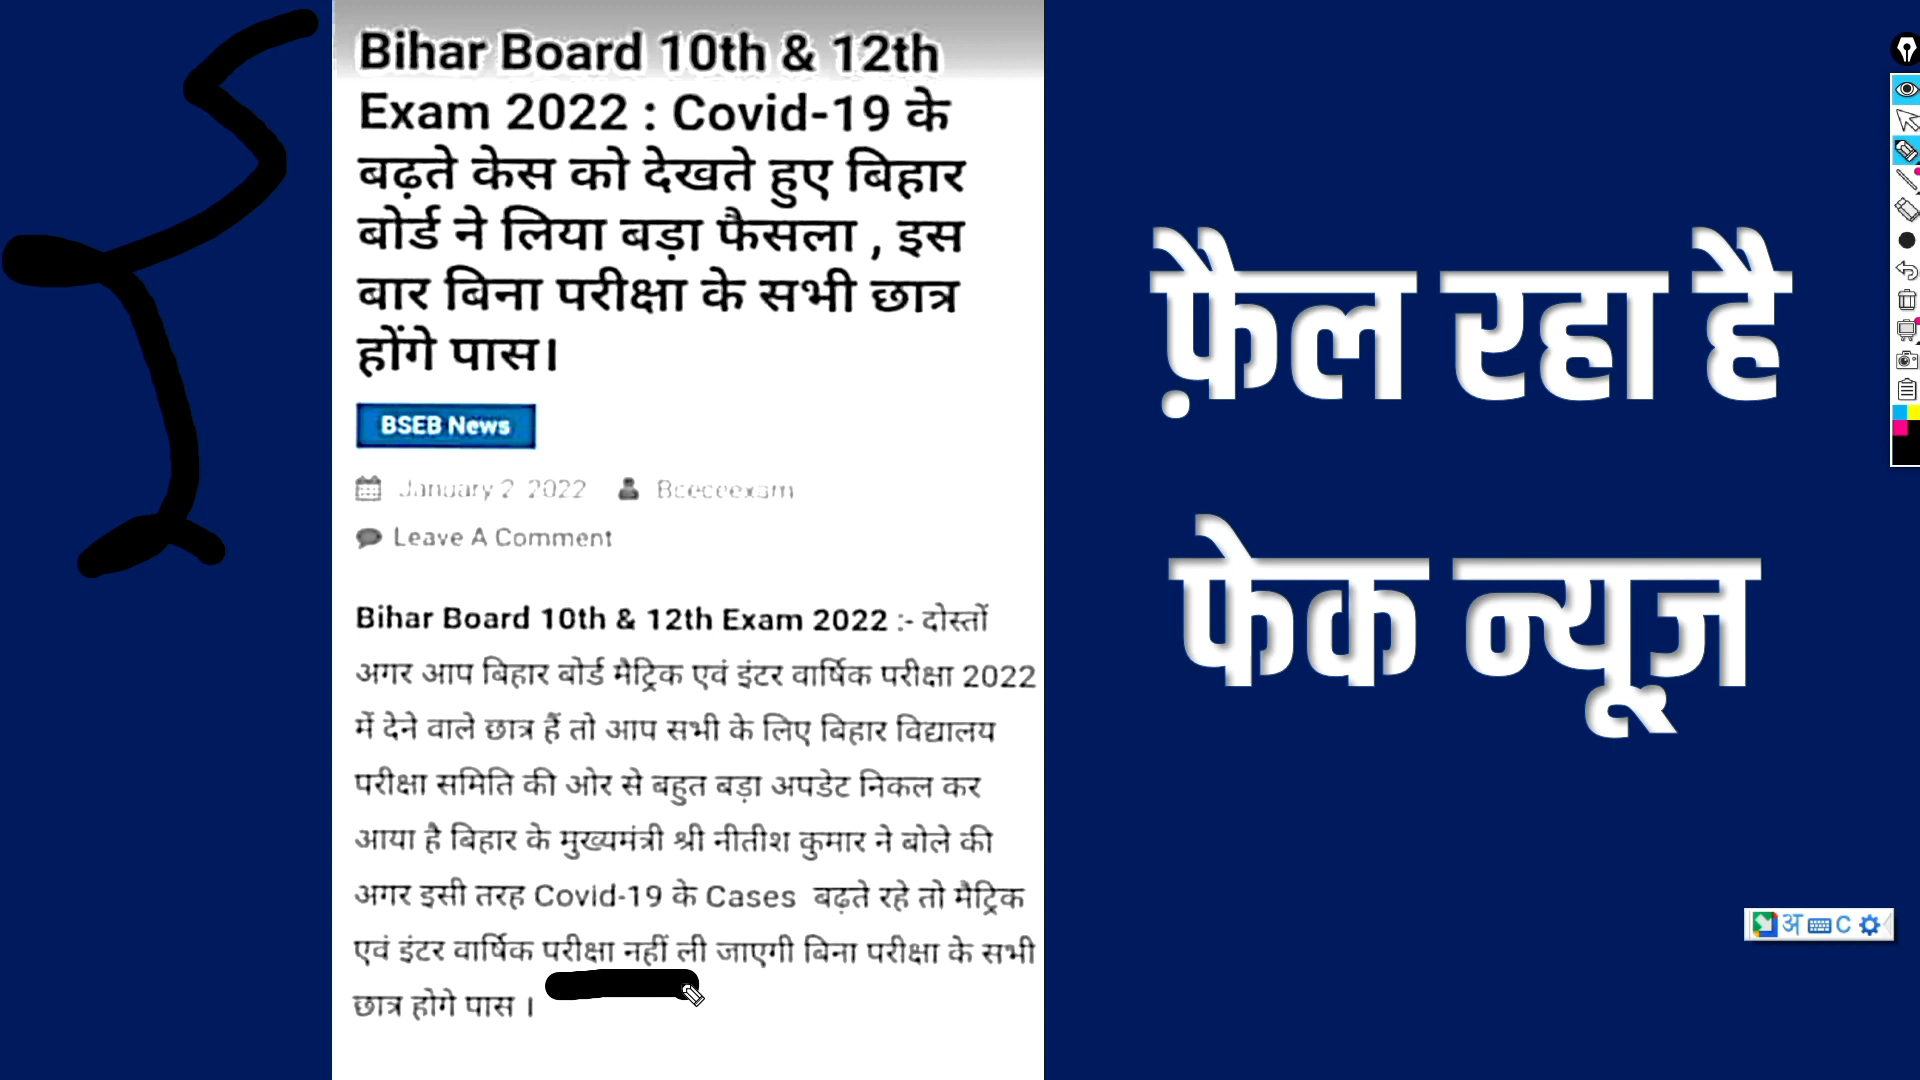 Bihar Board 10th & 12th
Exam 2022 : Covid-19 के
बढ़ते केस को देखते हुए बिहार
बोर्ड ने लिया बड़ा फैसला , इस
बार बिना परीक्षा के सभी छात्र
होंगे पास।
BSEB News
January 2 2022 Bceceexam
Leave A Comment
Bihar Board 10th & 12th Exam 2022 :- दोस्तों
अगर आप बिहार बोर्ड मैट्रिक एवं इंटर वार्षिक परीक्षा 2022
में देने वाले छात्र हैं तो आप सभी के लिए बिहार विद्यालय
परीक्षा समिति की ओर से बहुत बड़ा अपडेट निकल कर
आया है बिहार के मुख्यमंत्री श्री नीतीश कुमार ने बोले की
अगर इसी तरह Covid-19 के Cases बढ़ते रहे तो मैट्रिक
एवं इंटर वार्षिक परीक्षा नहीं ली जाएगी बिना परीक्षा के सभी
छात्र होगे पास ।
फ़ैल रहा है
फेक न्यूज
अ C